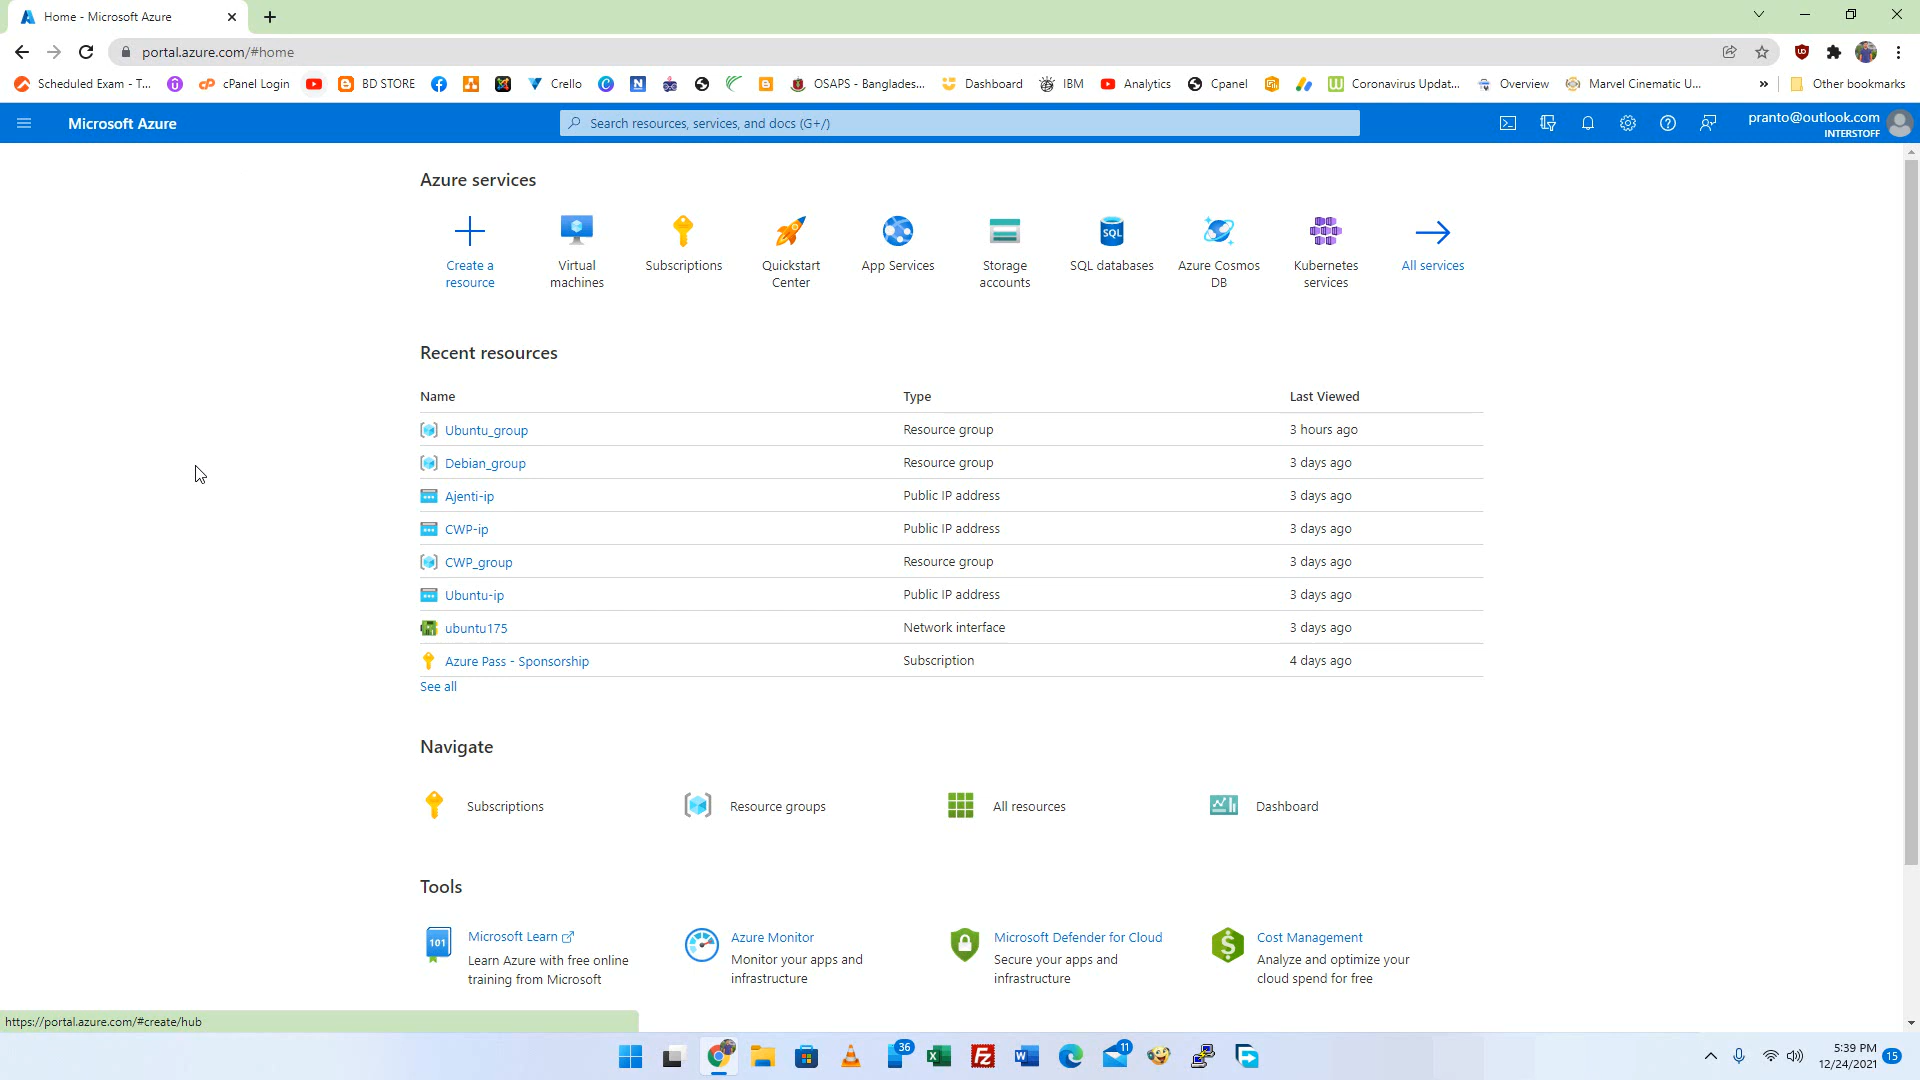 Home - Microsoft Azure
portal.azure.com/#home
Scheduled Exam - T... cPanel Login BD STORE Crello N OSAPS - Banglades... Dashboard IBM Analytics Cpanel Coronavirus Updat... Overview Marvel Cinematic U... » Other bookmarks
Microsoft Azure
Search resources, services, and docs (G+/)
pranto@outlook.com
INTERSTOFF
Azure services
Create a resource
Virtual machines
Subscriptions
Quickstart Center
App Services
Storage accounts
SQL
SQL databases
Azure Cosmos DB
Kubernetes services
All services
Recent resources
Name Type Last Viewed
Ubuntu_group Resource group 3 hours ago
Debian_group Resource group 3 days ago
Ajenti-ip Public IP address 3 days ago
CWP-ip Public IP address 3 days ago
CWP_group Resource group 3 days ago
Ubuntu-ip Public IP address 3 days ago
ubuntu175 Network interface 3 days ago
Azure Pass - Sponsorship Subscription 4 days ago
See all
Navigate
Subscriptions Resource groups All resources Dashboard
Tools
101
Microsoft Learn
Learn Azure with free online
training from Microsoft
Azure Monitor
Monitor your apps and
infrastructure
Microsoft Defender for Cloud
Secure your apps and
infrastructure
Cost Management
Analyze and optimize your
cloud spend for free
https://portal.azure.com/#create/hub
36
11
5:39 PM
12/24/2021
15